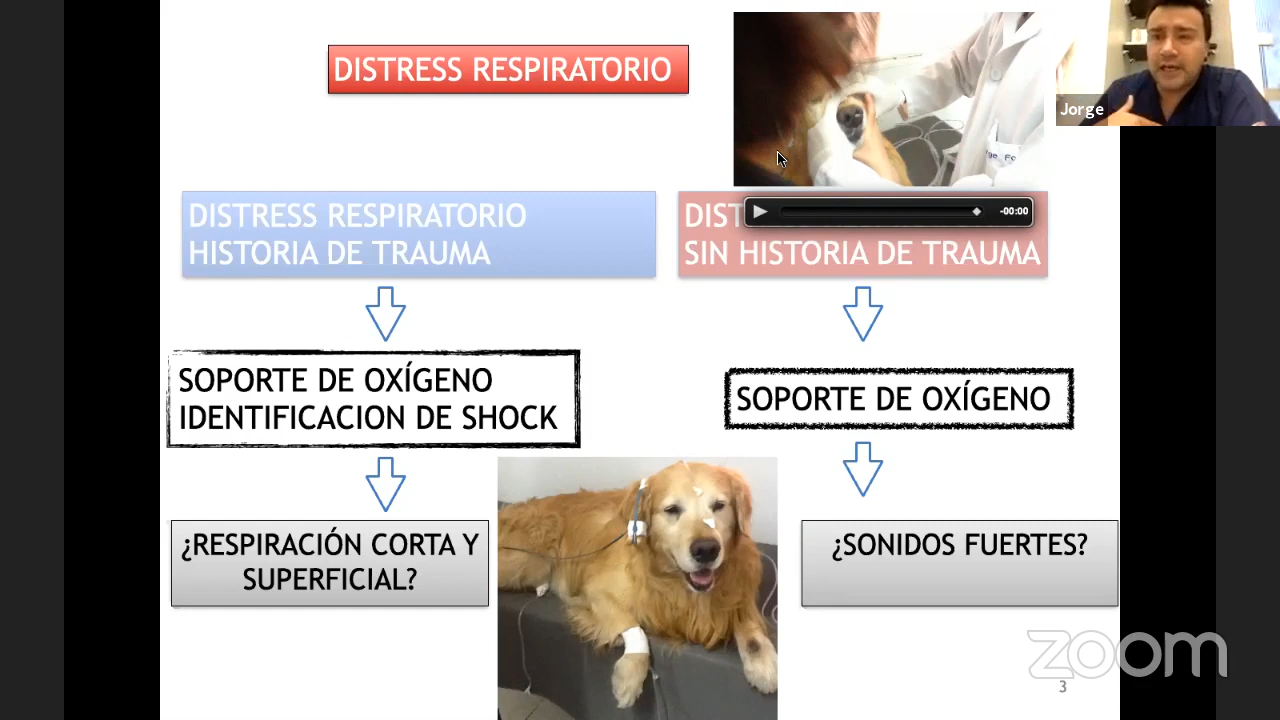 DISTRESS RESPIRATORIO
Jorge
DISTRESS RESPIRATORIO
HISTORIA DE TRAUMA
DIST
SIN HISTORIA DE TRAUMA
-00:00
SOPORTE DE OXÍGENO
IDENTIFICACION DE SHOCK
SOPORTE DE OXÍGENO
¿RESPIRACIÓN CORTA Y
SUPERFICIAL?
¿SONIDOS FUERTES?
zoom
3